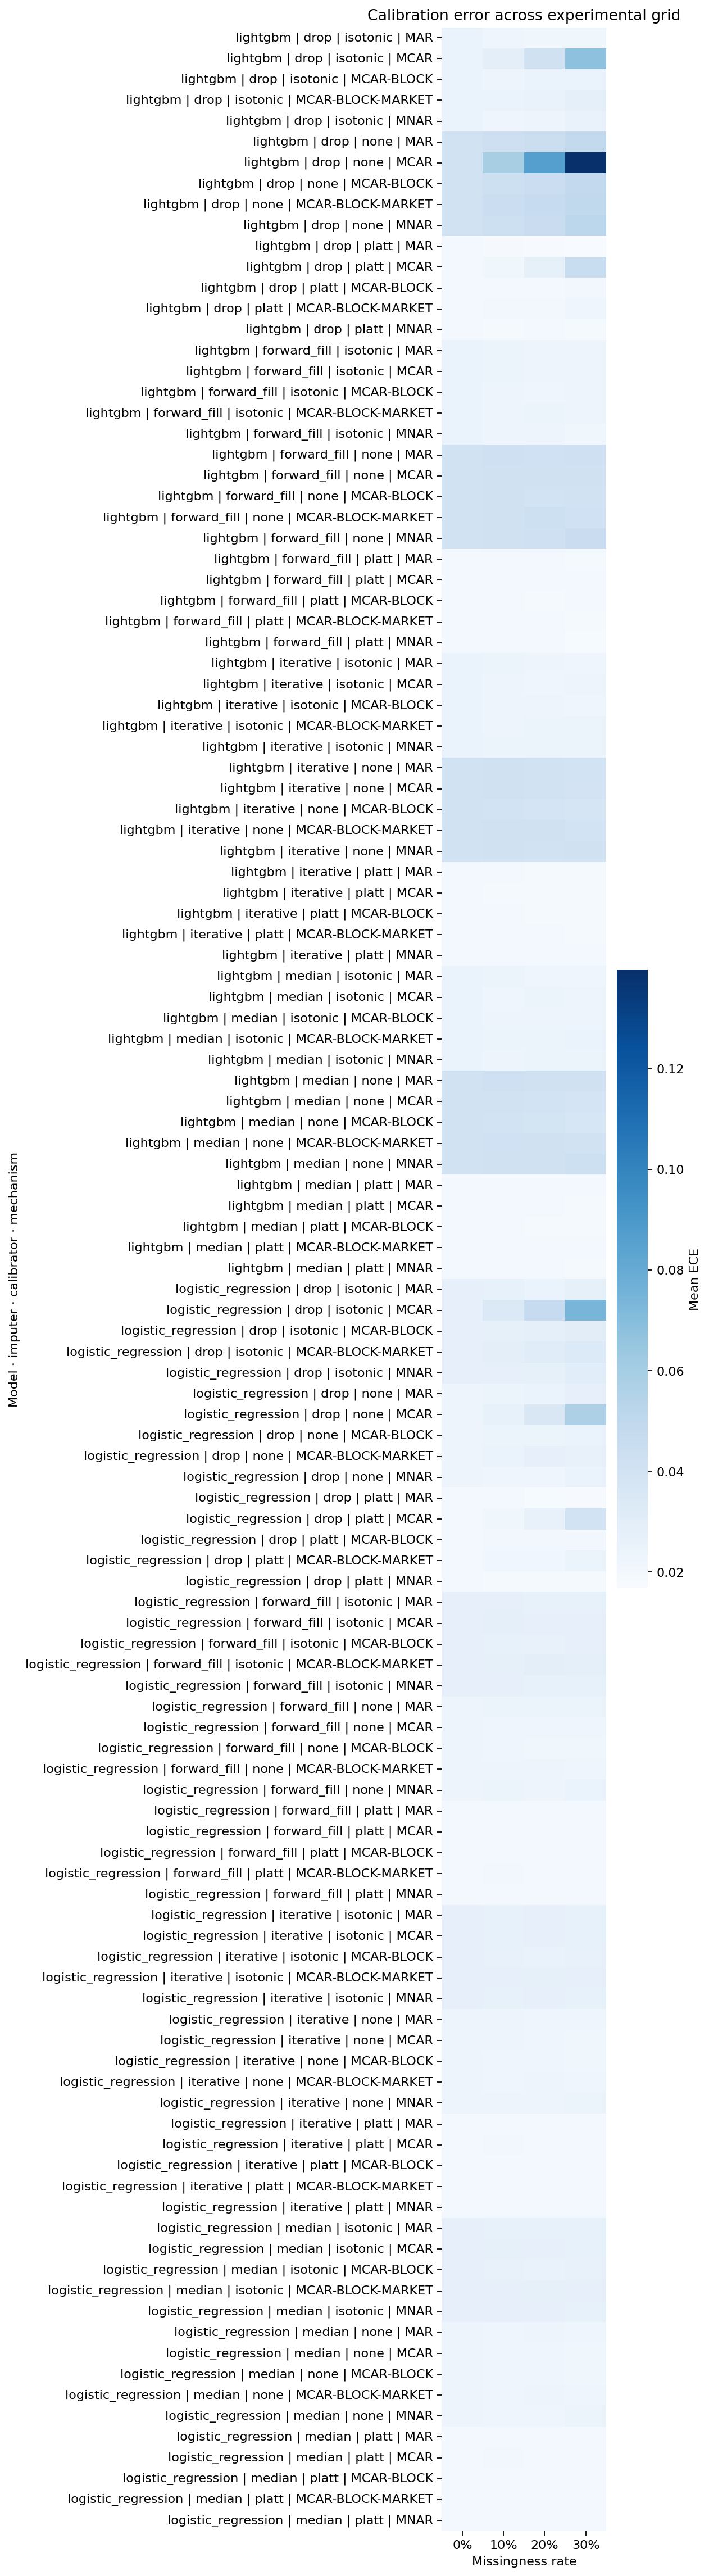 Calibration error across experimental grid
lightgbm | drop | isotonic | MAR
lightgbm | drop | isotonic | MCAR
lightgbm | drop | isotonic | MCAR-BLOCK
lightgbm | drop | isotonic | MCAR-BLOCK-MARKET
lightgbm | drop | isotonic | MNAR
lightgbm | drop | none | MAR
lightgbm | drop | none | MCAR
lightgbm | drop | none | MCAR-BLOCK
lightgbm | drop | none | MCAR-BLOCK-MARKET
lightgbm | drop | none | MNAR
lightgbm | drop | platt | MAR
lightgbm | drop | platt | MCAR
lightgbm | drop | platt | MCAR-BLOCK
lightgbm | drop | platt | MCAR-BLOCK-MARKET
lightgbm | drop | platt | MNAR
lightgbm | forward_fill | isotonic | MAR
lightgbm | forward_fill | isotonic | MCAR
lightgbm | forward_fill | isotonic | MCAR-BLOCK
lightgbm | forward_fill | isotonic | MCAR-BLOCK-MARKET
lightgbm | forward_fill | isotonic | MNAR
lightgbm | forward_fill | none | MAR
lightgbm | forward_fill | none | MCAR
lightgbm | forward_fill | none | MCAR-BLOCK
lightgbm | forward_fill | none | MCAR-BLOCK-MARKET
lightgbm | forward_fill | none | MNAR
lightgbm | forward_fill | platt | MAR
lightgbm | forward_fill | platt | MCAR
lightgbm | forward_fill | platt | MCAR-BLOCK
lightgbm | forward_fill | platt | MCAR-BLOCK-MARKET
lightgbm | forward_fill | platt | MNAR
lightgbm | iterative | isotonic | MAR
lightgbm | iterative | isotonic | MCAR
lightgbm | iterative | isotonic | MCAR-BLOCK
lightgbm | iterative | isotonic | MCAR-BLOCK-MARKET
lightgbm | iterative | isotonic | MNAR
lightgbm | iterative | none | MAR
lightgbm | iterative | none | MCAR
lightgbm | iterative | none | MCAR-BLOCK
lightgbm | iterative | none | MCAR-BLOCK-MARKET
lightgbm | iterative | none | MNAR
lightgbm | iterative | platt | MAR
lightgbm | iterative | platt | MCAR
lightgbm | iterative | platt | MCAR-BLOCK
lightgbm | iterative | platt | MCAR-BLOCK-MARKET
lightgbm | iterative | platt | MNAR
lightgbm | median | isotonic | MAR
lightgbm | median | isotonic | MCAR
lightgbm | median | isotonic | MCAR-BLOCK
lightgbm | median | isotonic | MCAR-BLOCK-MARKET
lightgbm | median | isotonic | MNAR
lightgbm | median | none | MAR
lightgbm | median | none | MCAR
lightgbm | median | none | MCAR-BLOCK
lightgbm | median | none | MCAR-BLOCK-MARKET
lightgbm | median | none | MNAR
lightgbm | median | platt | MAR
lightgbm | median | platt | MCAR
lightgbm | median | platt | MCAR-BLOCK
lightgbm | median | platt | MCAR-BLOCK-MARKET
lightgbm | median | platt | MNAR
logistic_regression | drop | isotonic | MAR
logistic_regression | drop | isotonic | MCAR
logistic_regression | drop | isotonic | MCAR-BLOCK
logistic_regression | drop | isotonic | MCAR-BLOCK-MARKET
logistic_regression | drop | isotonic | MNAR
logistic_regression | drop | none | MAR
logistic_regression | drop | none | MCAR
logistic_regression | drop | none | MCAR-BLOCK
logistic_regression | drop | none | MCAR-BLOCK-MARKET
logistic_regression | drop | none | MNAR
logistic_regression | drop | platt | MAR
logistic_regression | drop | platt | MCAR
logistic_regression | drop | platt | MCAR-BLOCK
logistic_regression | drop | platt | MCAR-BLOCK-MARKET
logistic_regression | drop | platt | MNAR
logistic_regression | forward_fill | isotonic | MAR
logistic_regression | forward_fill | isotonic | MCAR
logistic_regression | forward_fill | isotonic | MCAR-BLOCK
logistic_regression | forward_fill | isotonic | MCAR-BLOCK-MARKET
logistic_regression | forward_fill | isotonic | MNAR
logistic_regression | forward_fill | none | MAR
logistic_regression | forward_fill | none | MCAR
logistic_regression | forward_fill | none | MCAR-BLOCK
logistic_regression | forward_fill | none | MCAR-BLOCK-MARKET
logistic_regression | forward_fill | none | MNAR
logistic_regression | forward_fill | platt | MAR
logistic_regression | forward_fill | platt | MCAR
logistic_regression | forward_fill | platt | MCAR-BLOCK
logistic_regression | forward_fill | platt | MCAR-BLOCK-MARKET
logistic_regression | forward_fill | platt | MNAR
logistic_regression | iterative | isotonic | MAR
logistic_regression | iterative | isotonic | MCAR
logistic_regression | iterative | isotonic | MCAR-BLOCK
logistic_regression | iterative | isotonic | MCAR-BLOCK-MARKET
logistic_regression | iterative | isotonic | MNAR
logistic_regression | iterative | none | MAR
logistic_regression | iterative | none | MCAR
logistic_regression | iterative | none | MCAR-BLOCK
logistic_regression | iterative | none | MCAR-BLOCK-MARKET
logistic_regression | iterative | none | MNAR
logistic_regression | iterative | platt | MAR
logistic_regression | iterative | platt | MCAR
logistic_regression | iterative | platt | MCAR-BLOCK
logistic_regression | iterative | platt | MCAR-BLOCK-MARKET
logistic_regression | iterative | platt | MNAR
logistic_regression | median | isotonic | MAR
logistic_regression | median | isotonic | MCAR
logistic_regression | median | isotonic | MCAR-BLOCK
logistic_regression | median | isotonic | MCAR-BLOCK-MARKET
logistic_regression | median | isotonic | MNAR
logistic_regression | median | none | MAR
logistic_regression | median | none | MCAR
logistic_regression | median | none | MCAR-BLOCK
logistic_regression | median | none | MCAR-BLOCK-MARKET
logistic_regression | median | none | MNAR
logistic_regression | median | platt | MAR
logistic_regression | median | platt | MCAR
logistic_regression | median | platt | MCAR-BLOCK
logistic_regression | median | platt | MCAR-BLOCK-MARKET
logistic_regression | median | platt | MNAR
Model · imputer · calibrator · mechanism
0% 10% 20% 30%
Missingness rate
0.12
0.10
0.08
0.06
0.04
0.02
Mean ECE